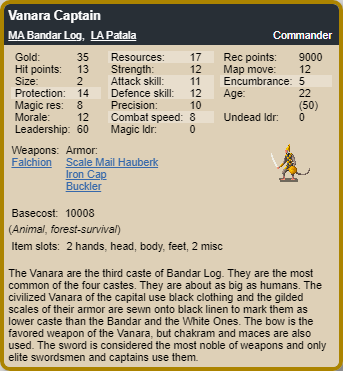 Vanara Captain
MA Bandar Log, LA Patala Commander
Gold: 35 Resources: 17 Rec points: 9000
Hit points: 13 Strength: 12 Map move: 12
Size: 2 Attack skill: 11 Encumbrance: 5
Protection: 14 Defence skill: 12 Age: 22
Magic res: 8 Precision: 10 (50)
Morale: 12 Combat speed: 8 Undead ldr: 0
Leadership: 60 Magic ldr: 0
Weapons: Armor:
Falchion Scale Mail Hauberk
Iron Cap
Buckler
Basecost: 10008
(Animal, forest-survival)
Item slots: 2 hands, head, body, feet, 2 misc
The Vanara are the third caste of Bandar Log. They are the most
common of the four castes. They are about as big as humans. The
civilized Vanara of the capital use black clothing and the gilded
scales of their armor are sewn onto black linen to mark them as
lower caste than the Bandar and the White Ones. The bow is the
favored weapon of the Vanara, but chakram and maces are also
used. The sword is considered the most noble of weapons and only
elite swordsmen and captains use them.